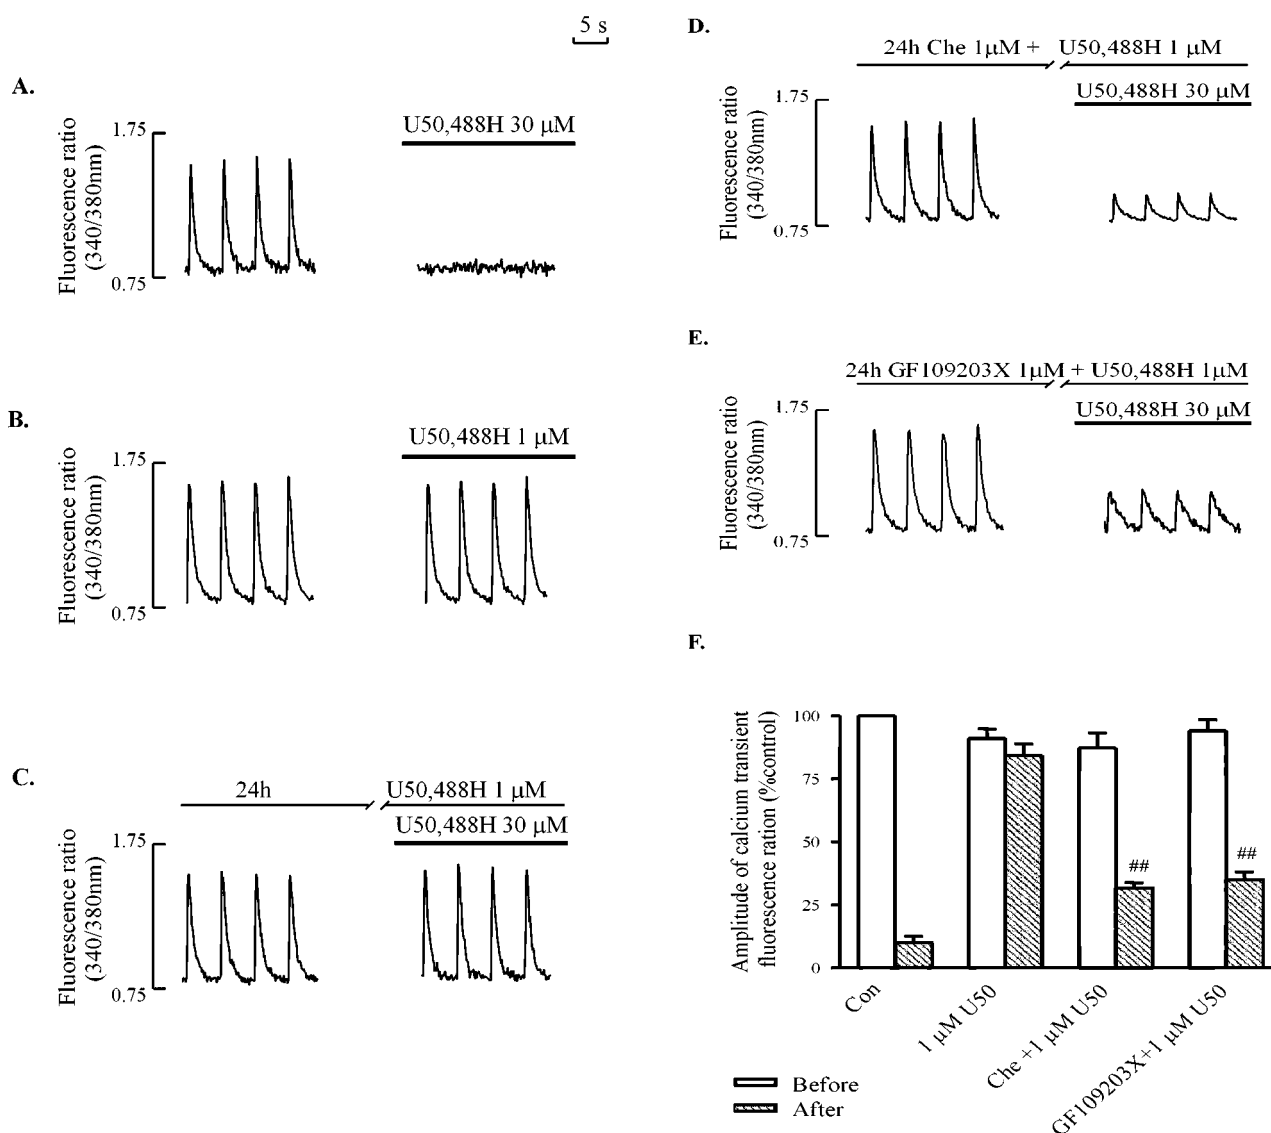 5 s
A.
Fluorescence ratio
(340/380nm)
1.75
0.75
U50,488H 30 μM
B.
Fluorescence ratio
(340/380nm)
1.75
0.75
U50,488H 1 μM
C.
24h
U50,488H 1 μM
U50,488H 30 μM
Fluorescence ratio
(340/380nm)
1.75
0.75
D.
24h Che 1μM + U50,488H 1 μM
U50,488H 30 μM
Fluorescence ratio
(340/380nm)
1.75
0.75
E.
24h GF109203X 1μM + U50,488H 1μM
U50,488H 30 μM
Fluorescence ratio
(340/380nm)
1.75
0.75
F.
Amplitude of calcium transient
fluorescence ration (%control)
100
75
50
25
0
##
##
Con
1 μM U50
Che +1 μM U50
GF109203X+1 μM U50
Before
After